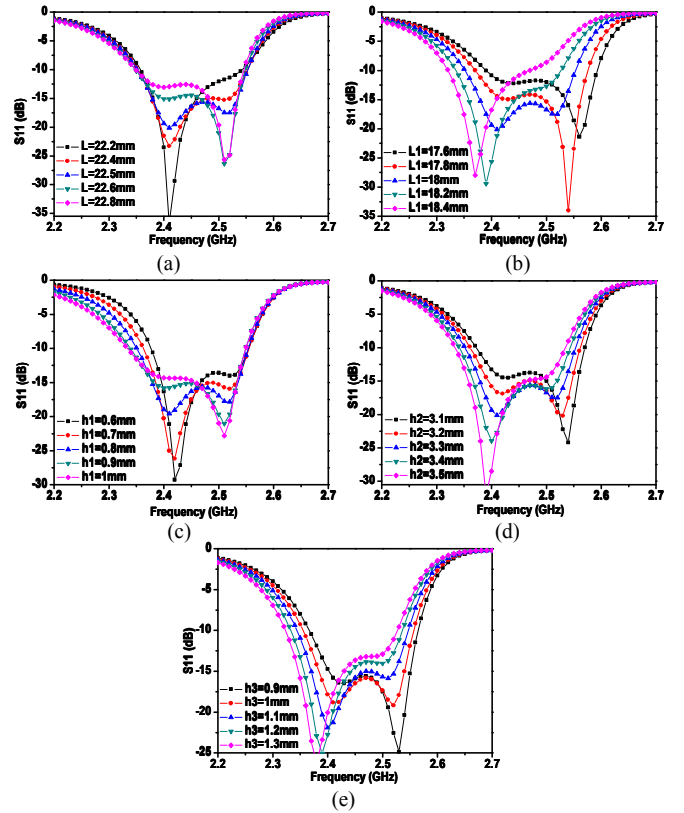 0
-5
-10
-15
-20
-25
-30
-35
S11 (dB)
L=22.2mm
L=22.4mm
L=22.5mm
L=22.6mm
L=22.8mm
2.2 2.3 2.4 2.5 2.6 2.7
Frequency (GHz)
(a)
0
-5
-10
-15
-20
-25
-30
-35
S11 (dB)
L1=17.6mm
L1=17.8mm
L1=18mm
L1=18.2mm
L1=18.4mm
2.2 2.3 2.4 2.5 2.6 2.7
Frequency (GHz)
(b)
0
-5
-10
-15
-20
-25
-30
S11 (dB)
h1=0.6mm
h1=0.7mm
h1=0.8mm
h1=0.9mm
h1=1mm
2.2 2.3 2.4 2.5 2.6 2.7
Frequency (GHz)
(c)
0
-5
-10
-15
-20
-25
-30
S11 (dB)
h2=3.1mm
h2=3.2mm
h2=3.3mm
h2=3.4mm
h2=3.5mm
2.2 2.3 2.4 2.5 2.6 2.7
Frequency (GHz)
(d)
0
-5
-10
-15
-20
-25
S11 (dB)
h3=0.9mm
h3=1mm
h3=1.1mm
h3=1.2mm
h3=1.3mm
2.2 2.3 2.4 2.5 2.6 2.7
Frequency (GHz)
(e)